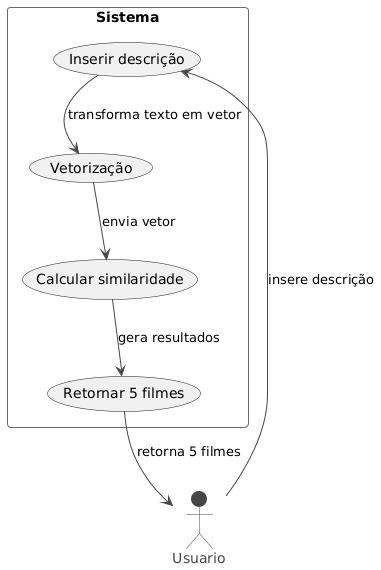 Sistema
Inserir descrição
transforma texto em vetor
Vetorização
envia vetor
Calcular similaridade
insere descrição
gera resultados
Retornar 5 filmes
retorna 5 filmes
Usuario